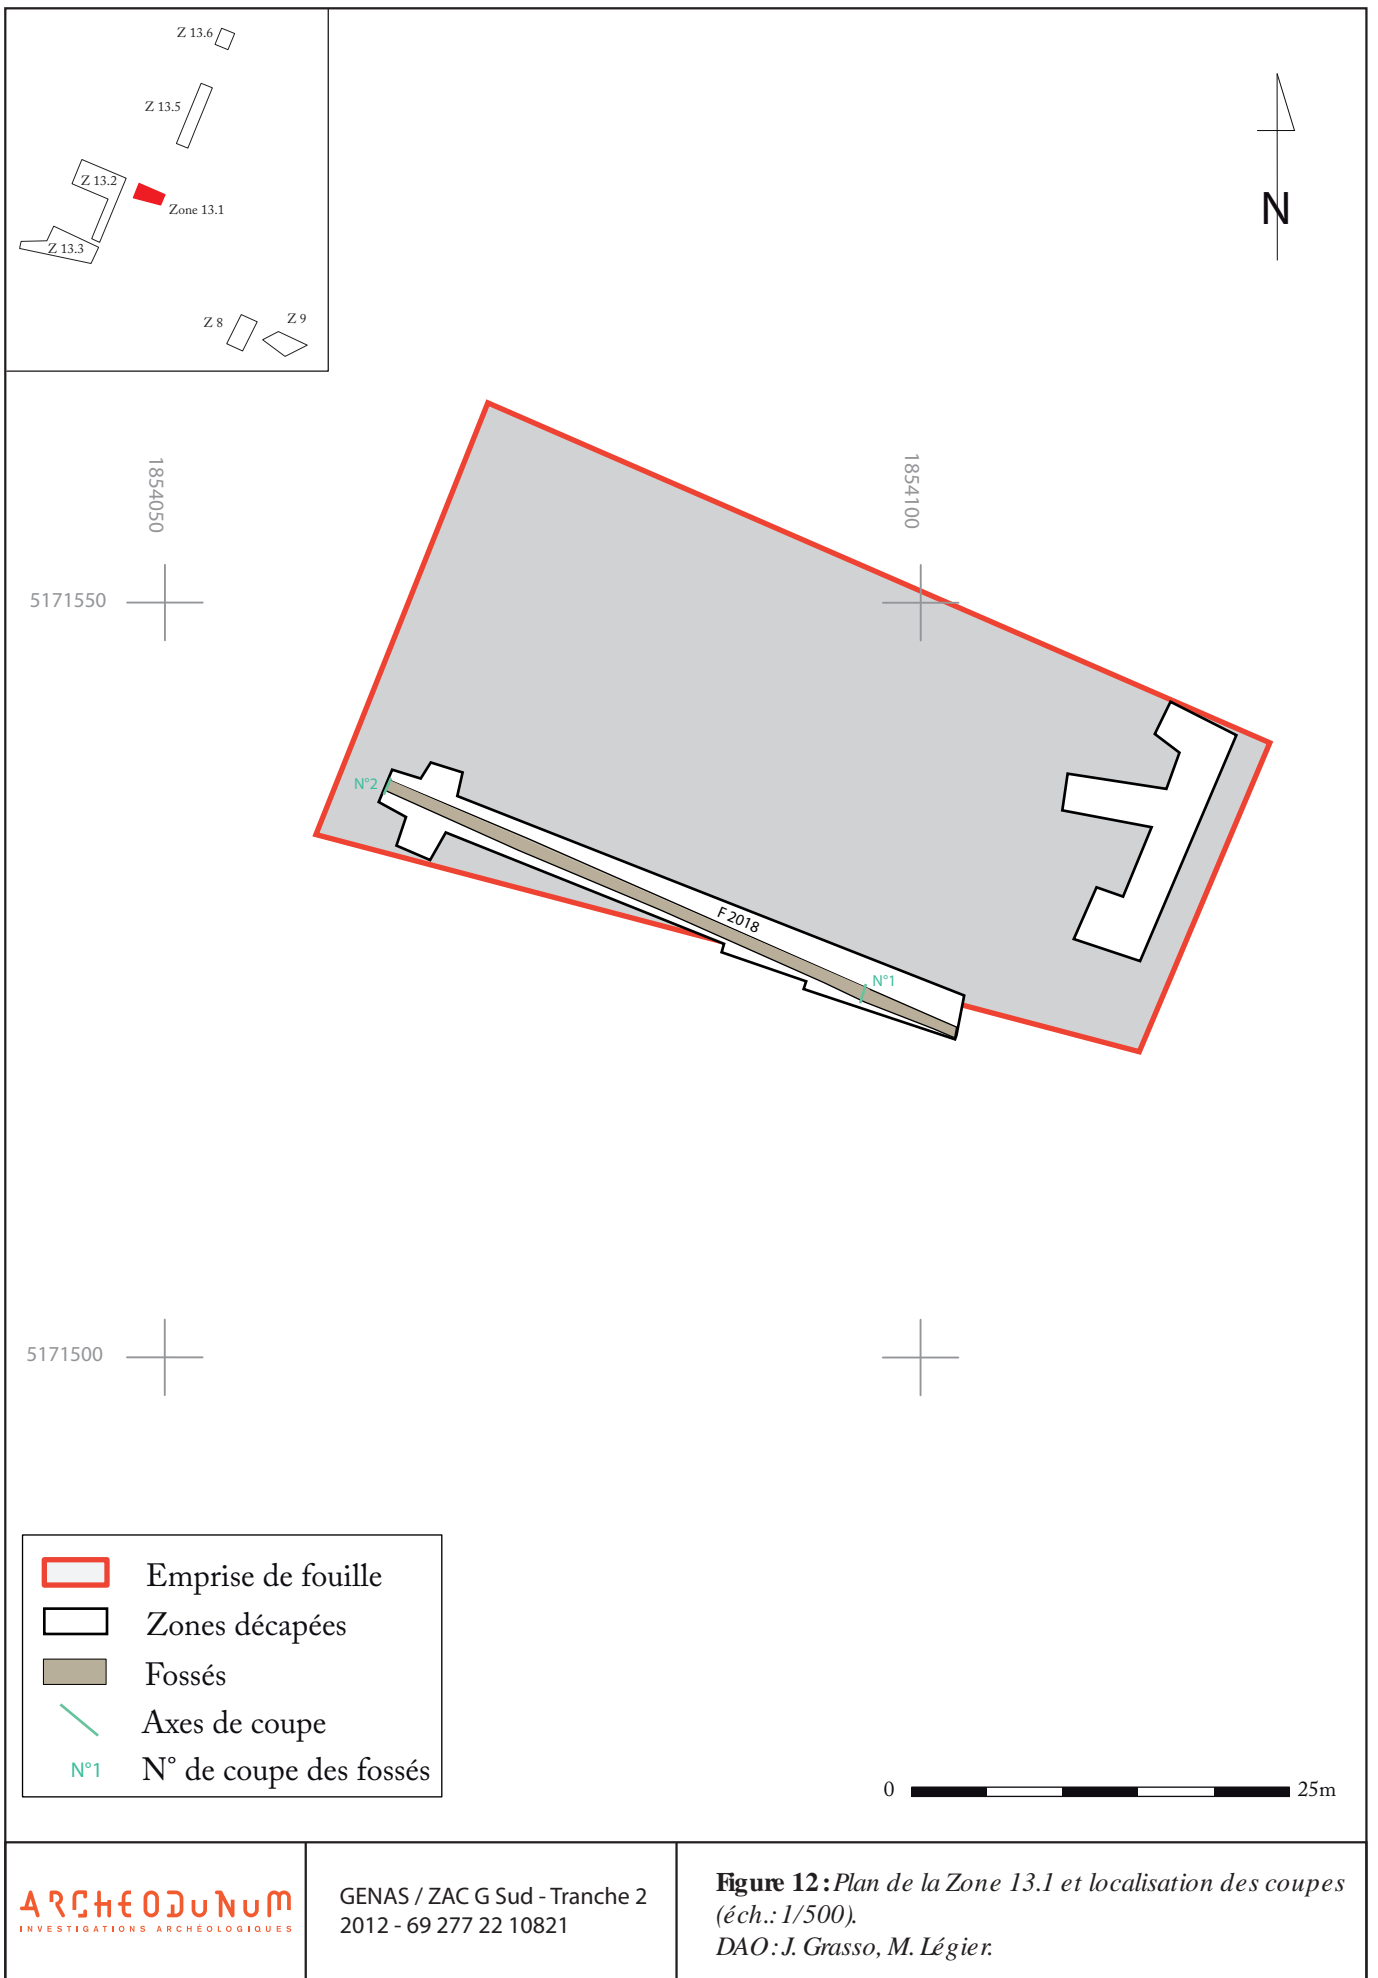 Z 13.6
Z 13.5
Z 13.2
Zone 13.1
Z 13.3
Z 8
Z 9
N
1854050
1854100
5171550
N°2
F 2018
N°1
5171500
Emprise de fouille
Zones décapées
Fossés
Axes de coupe
N°1 N° de coupe des fossés
0 25m
ARCHEODUNUM
INVESTIGATIONS ARCHÉOLOGIQUES
GENAS / ZAC G Sud - Tranche 2
2012 - 69 277 22 10821
Figure 12 : Plan de la Zone 13.1 et localisation des coupes
(éch.: 1/500).
DAO : J. Grasso, M. Légier.